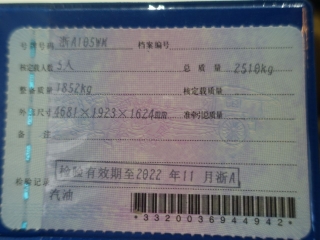 号牌号码 浙A105WM 档案编号
核定载人数 5人 总质量 2510kg
整备质量 1852kg 核定载质量
外廓尺寸 4681×1923×1624mm 准牵引总质量
备注
检验有效期至2022年11月浙A
检验记录
汽油
*3320036944942*